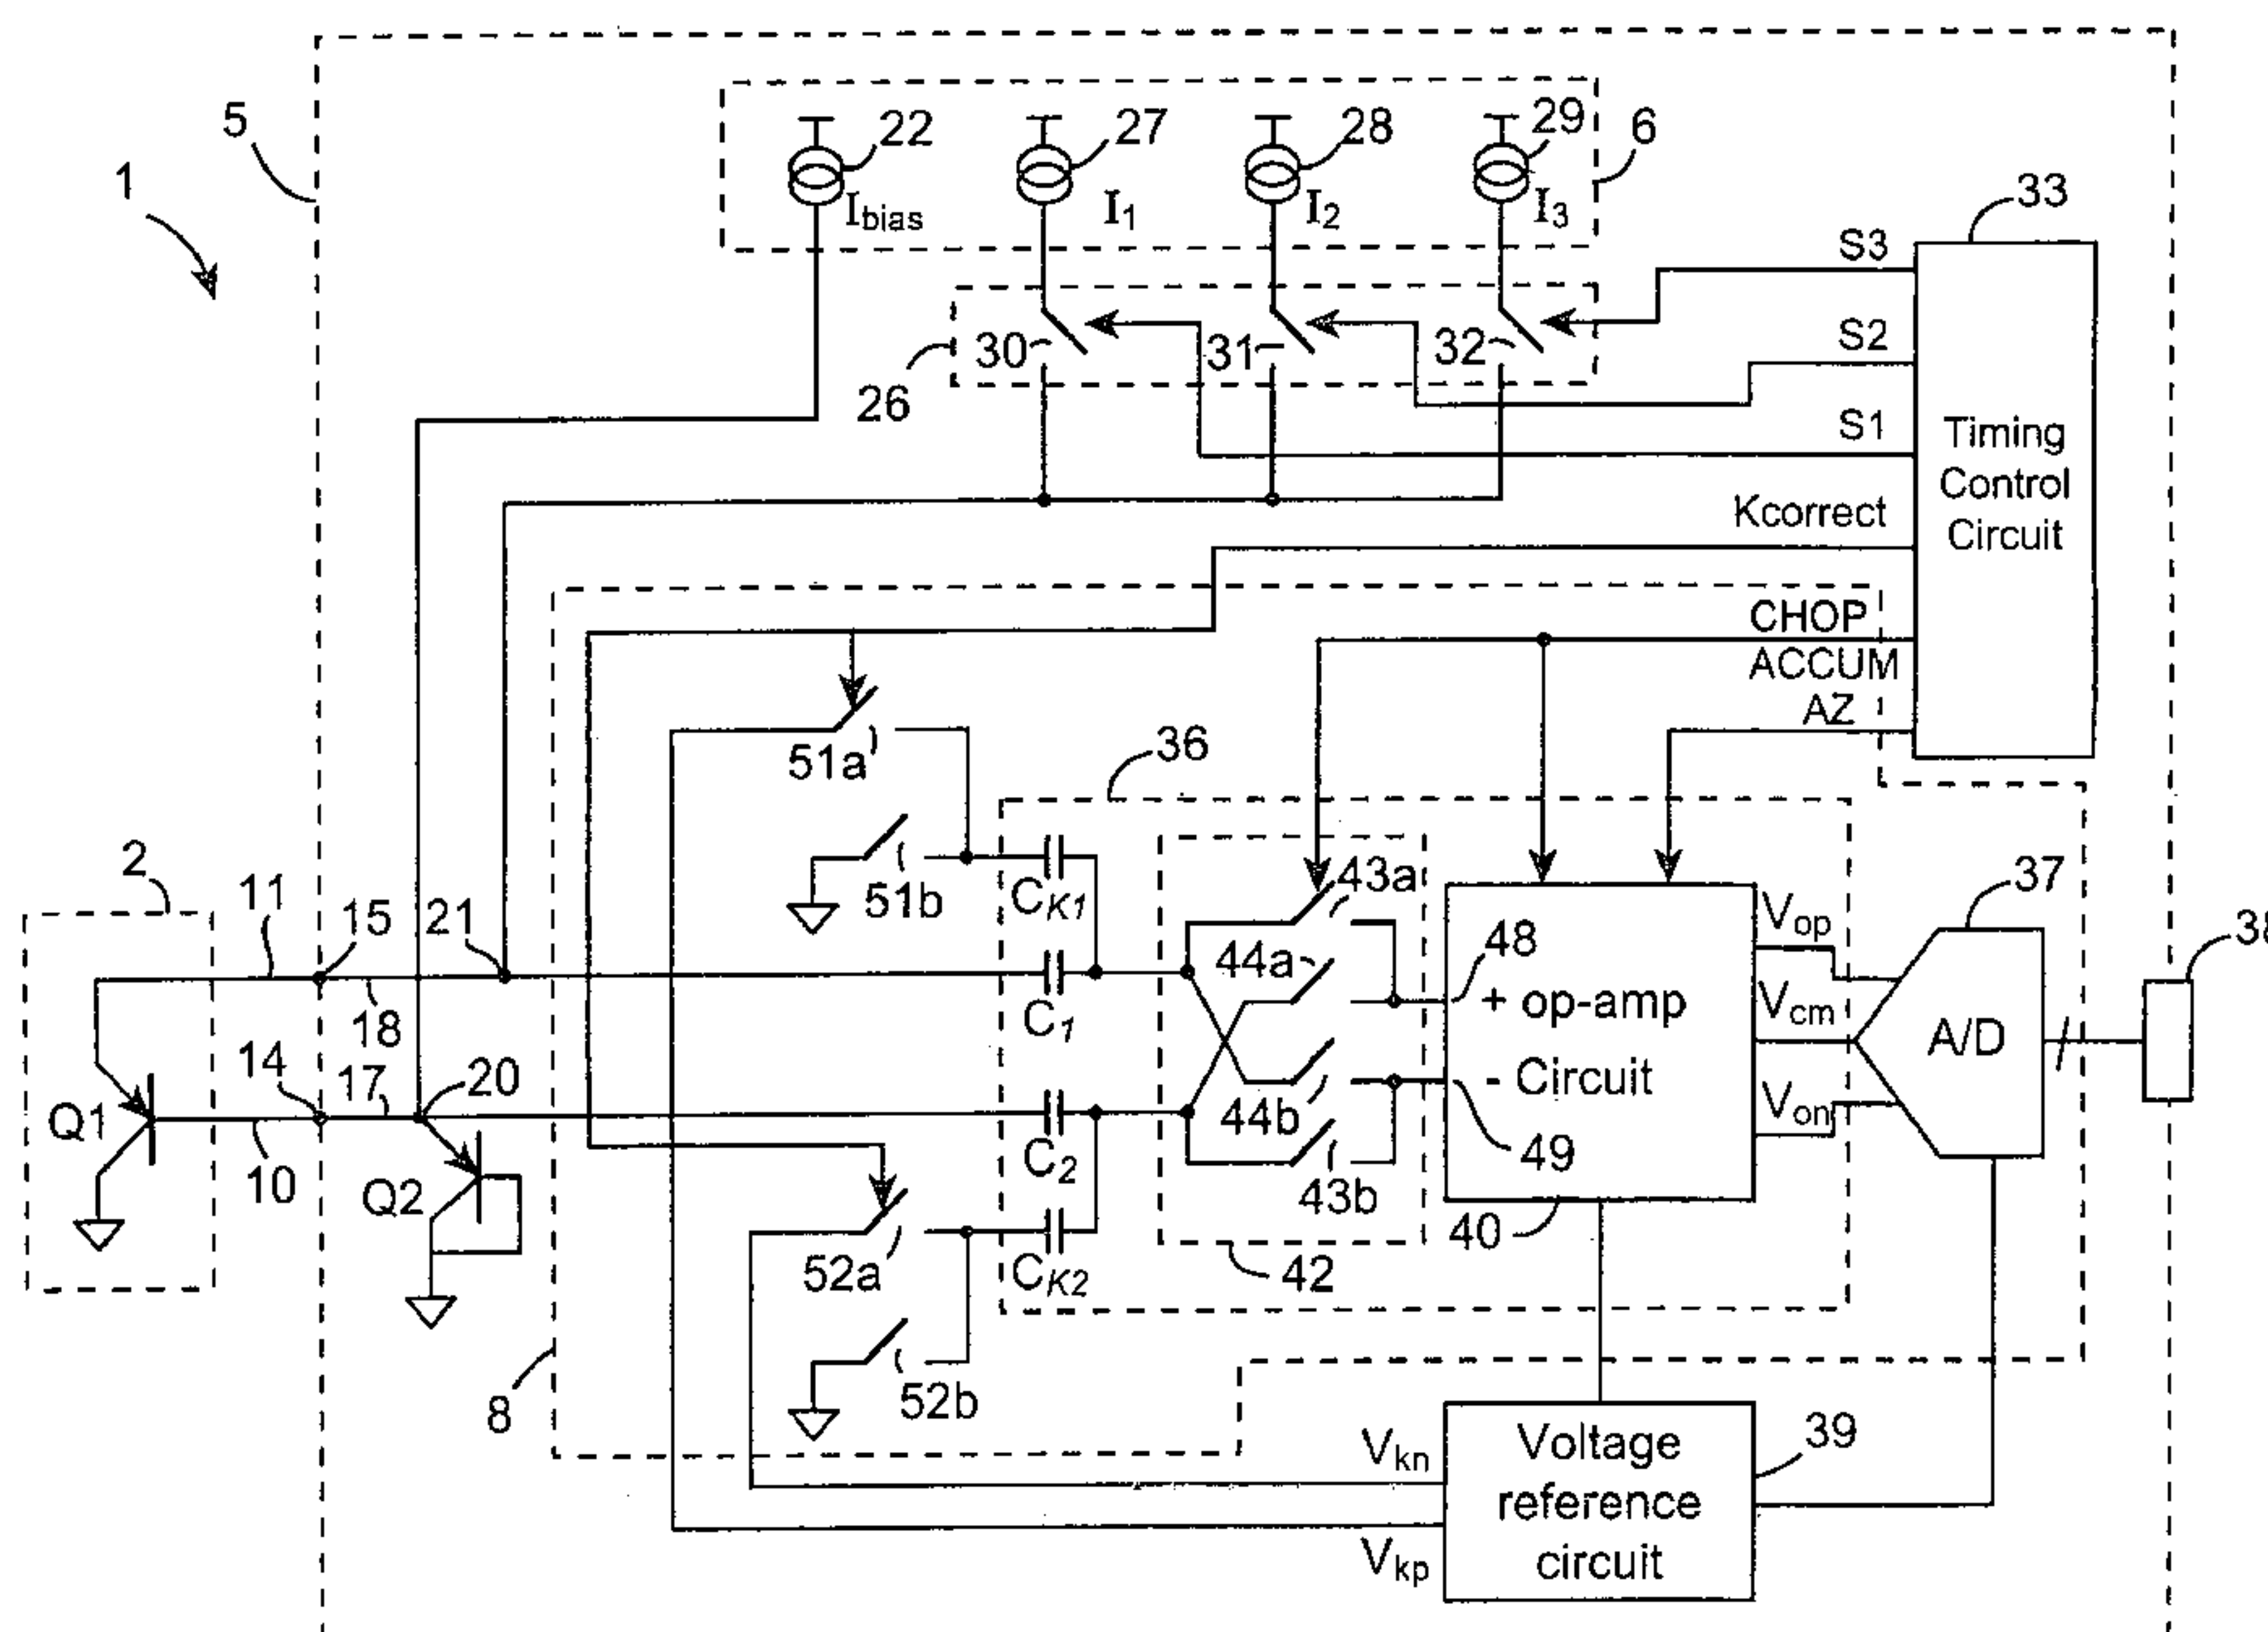 5
1
22
27
28
29
6
33
I bias
I1
I2
I3
S3
30
31
32
S2
26
S1
Timing
Control
Circuit
Kcorrect
CHOP
ACCUM
AZ
51a
36
2
11
15
21
51b
CK1
43a
Vop
37
38
44a
48
18
C1
+ op-amp
Vcm
A/D
14
17
20
- Circuit
Q1
10
Q2
C2
44b
49
Von
43b
52a
CK2
42
40
8
52b
Vkn
Voltage
reference
circuit
39
Vkp